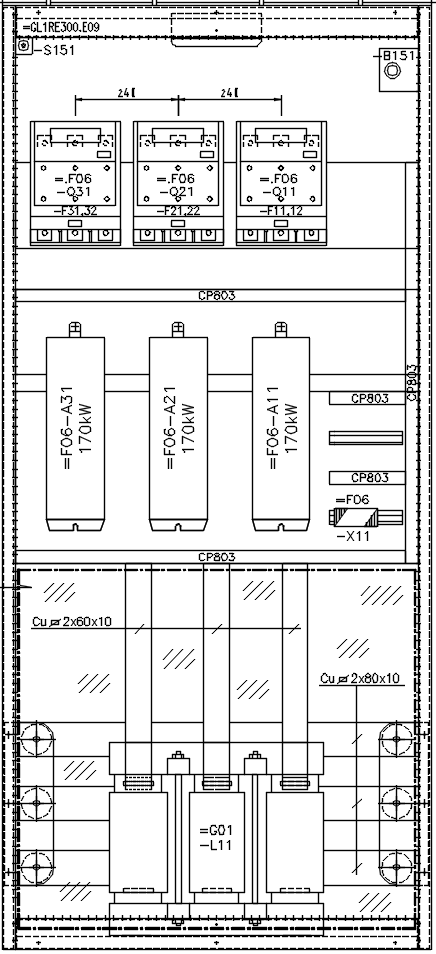 =GL1RE300.E09
-S151
-B151
=.F06
-Q31
=.F06
-Q21
=.F06
-Q11
-F31,32
-F21,22
-F11,12
CP803
=F06-A31
170kW
=F06-A21
170kW
=F06-A11
170kW
CP803
CP803
CP803
=F06
-X11
CP803
Cu 2x60x10
Cu 2x80x10
=G01
-L11